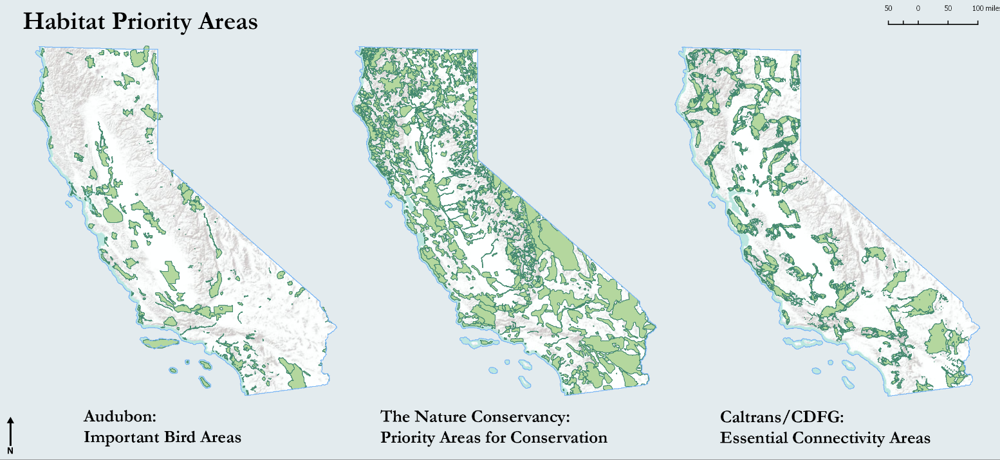 Habitat Priority Areas
50 0 50 100 miles
Audubon:
Important Bird Areas
The Nature Conservancy:
Priority Areas for Conservation
Caltrans/CDFG:
Essential Connectivity Areas
N